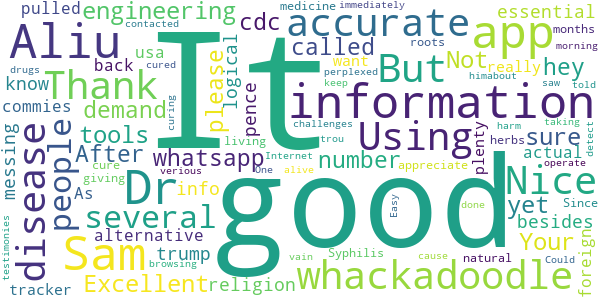 pulled engineering accurate cdc app essential medicine immediately
contacted roots months
Aliu usa It called But Not hey morning
drugs cured back want really perplexed himabout
know Thank please logical pence information saw told
commies demand keep challenges harm taking
disease people curing Using sure actual detect
messing After tools living herbs operate
Dr whatsapp number plenty yet trou
cure Internet One alive appreciate Nice
As giving verious info good done Easy besides
several alternative Since
testimonies Sam trump Syphilis Your foreign
Excellent religion whackadoodle Could
tracker browsing vain cause natural